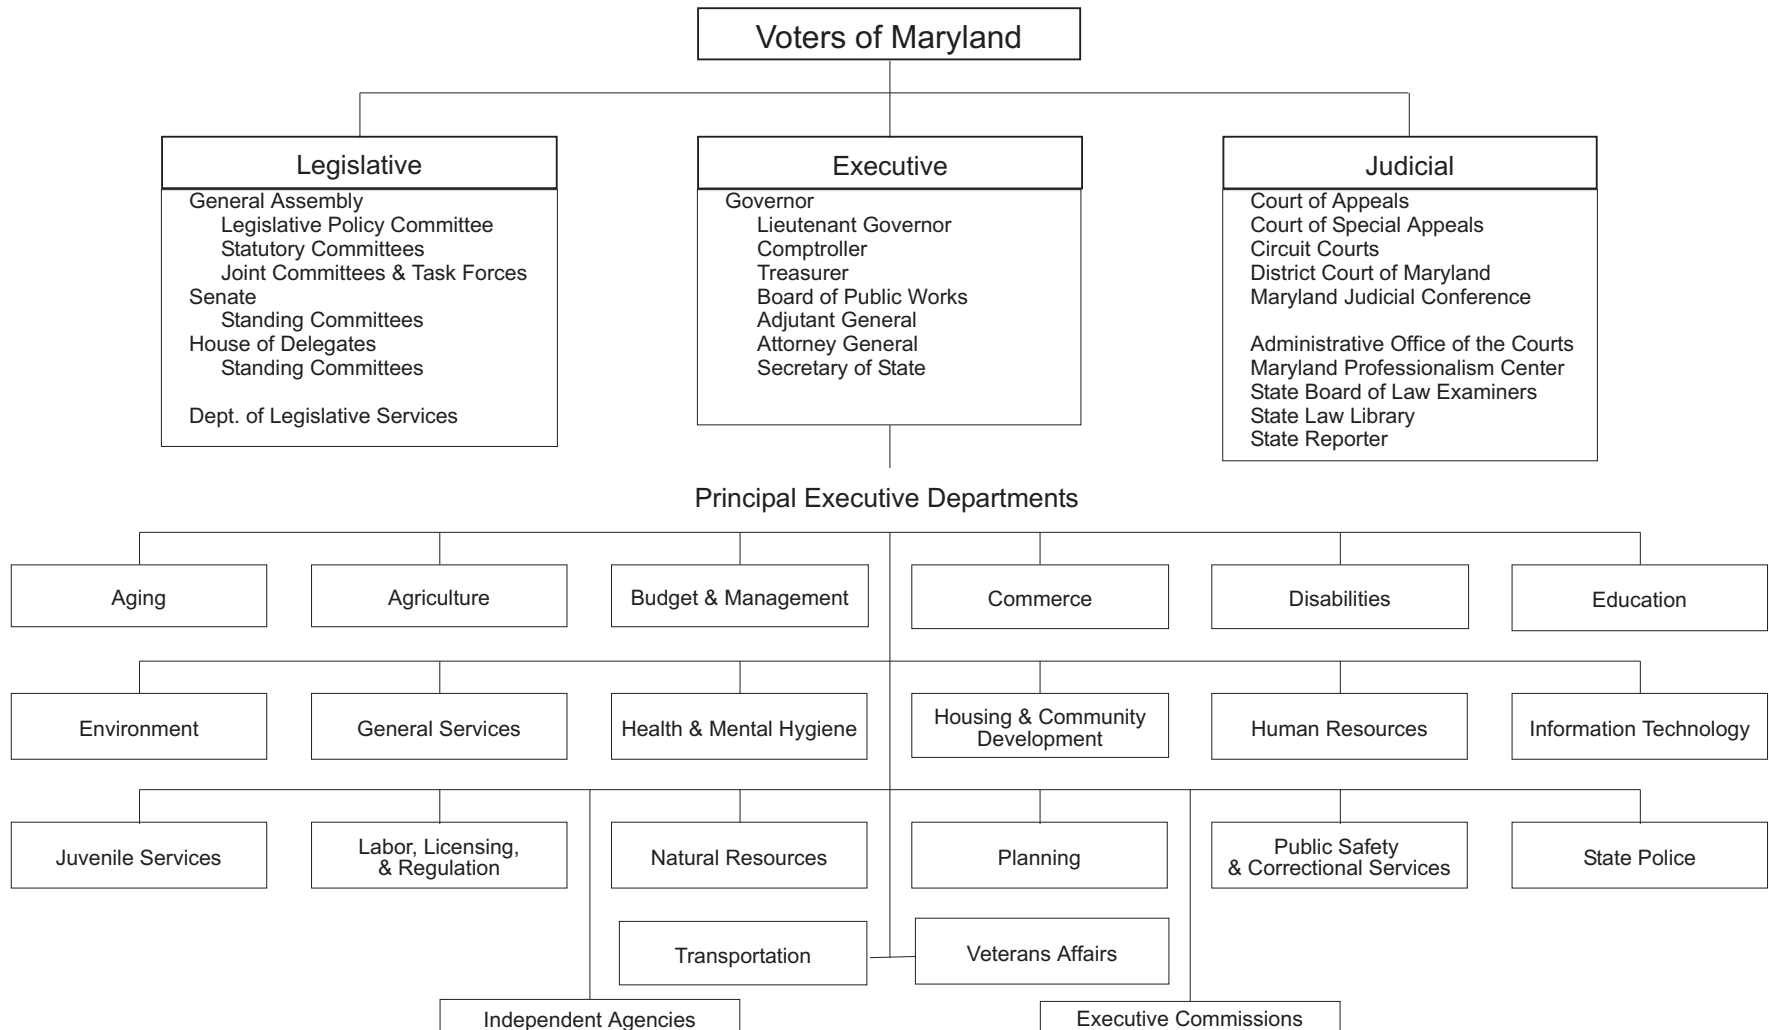 Voters of Maryland
Legislative
General Assembly
Legislative Policy Committee
Statutory Committees
Joint Committees & Task Forces
Senate
Standing Committees
House of Delegates
Standing Committees
Dept. of Legislative Services
Executive
Governor
Lieutenant Governor
Comptroller
Treasurer
Board of Public Works
Adjutant General
Attorney General
Secretary of State
Judicial
Court of Appeals
Court of Special Appeals
Circuit Courts
District Court of Maryland
Maryland Judicial Conference
Administrative Office of the Courts
Maryland Professionalism Center
State Board of Law Examiners
State Law Library
State Reporter
Principal Executive Departments
Aging
Agriculture
Budget & Management
Commerce
Disabilities
Education
Environment
General Services
Health & Mental Hygiene
Housing & Community
Development
Human Resources
Information Technology
Juvenile Services
Labor, Licensing,
& Regulation
Natural Resources
Planning
Public Safety
& Correctional Services
State Police
Transportation
Veterans Affairs
Independent Agencies
Executive Commissions